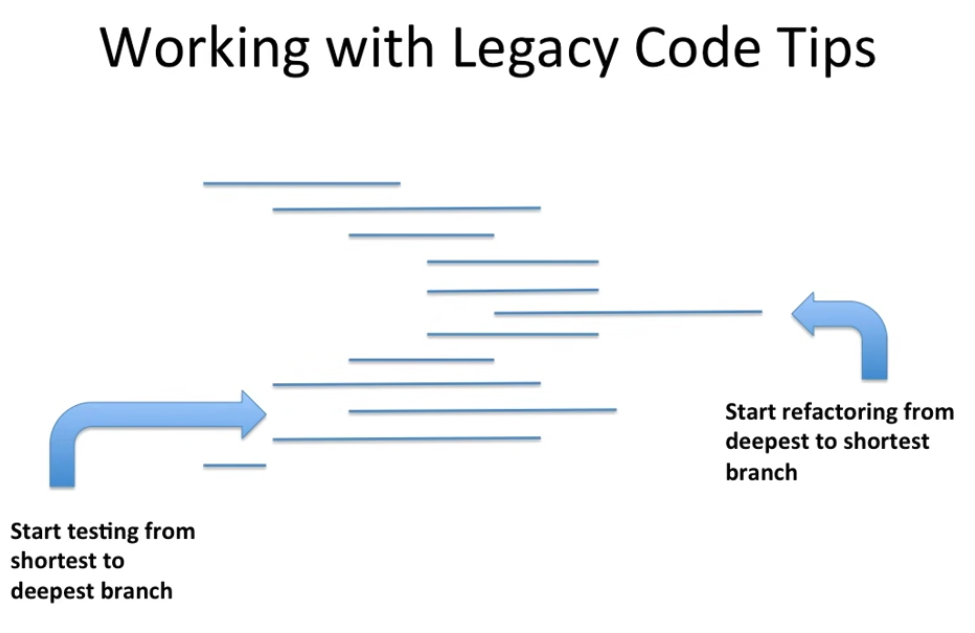 Working with Legacy Code Tips
Start refactoring from
deepest to shortest
branch
Start testing from
shortest to
deepest branch